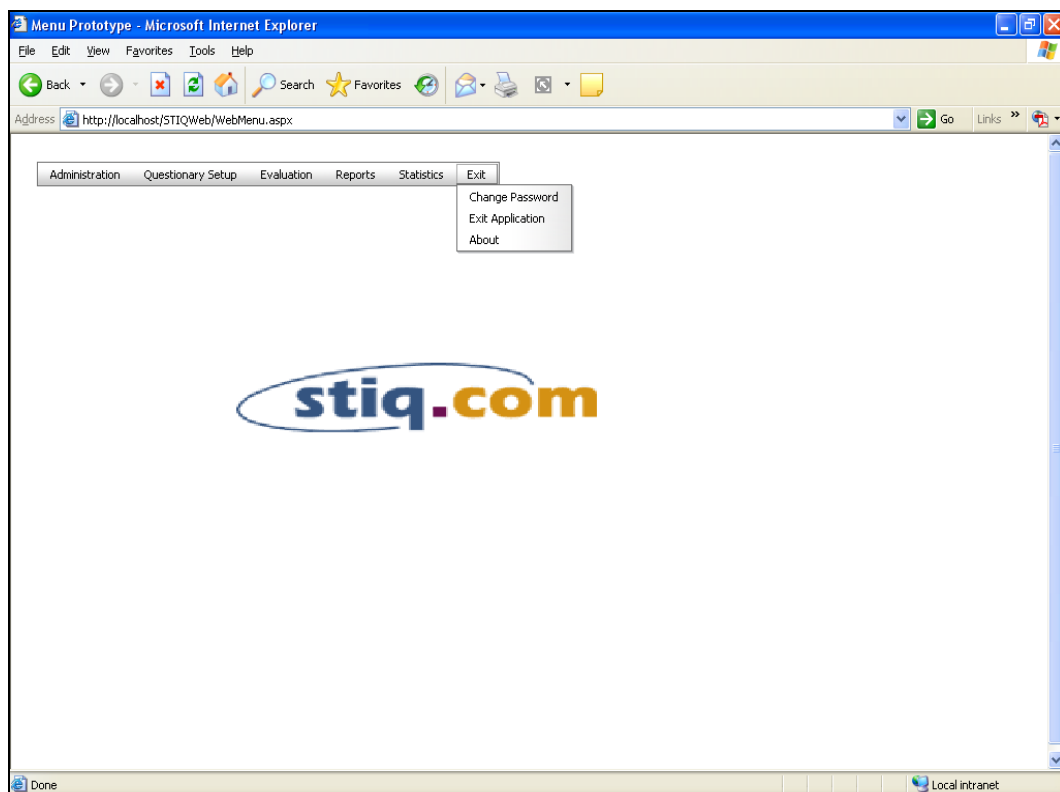 Menu Prototype - Microsoft Internet Explorer
File Edit View Favorites Tools Help
Back Search Favorites
Address http://localhost/STIQWeb/WebMenu.aspx Go Links »
Administration Questionary Setup Evaluation Reports Statistics Exit
Change Password
Exit Application
About
stiq.com
Done Local intranet